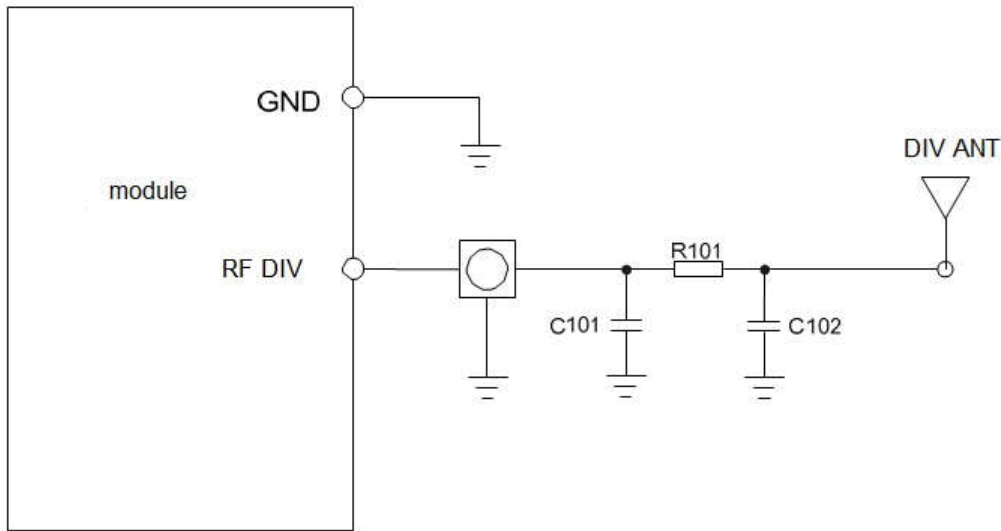 GND
DIV ANT
module
R101
RF DIV
C101
C102